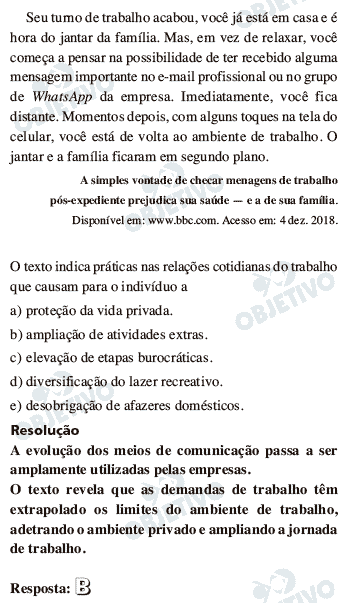 Seu turno de trabalho acabou, você já está em casa e é
hora do jantar da família. Mas, em vez de relaxar, você
começa a pensar na possibilidade de ter recebido alguma
mensagem importante no e-mail profissional ou no grupo
de WhatsApp da empresa. Imediatamente, você fica
distante. Momentos depois, com alguns toques na tela do
celular, você está de volta ao ambiente de trabalho. O
jantar e a família ficaram em segundo plano.
A simples vontade de checar menagens de trabalho
pós-expediente prejudica sua saúde — e a de sua família.
Disponível em: www.bbc.com. Acesso em: 4 dez. 2018.
O texto indica práticas nas relações cotidianas do trabalho
que causam para o indivíduo a
a) proteção da vida privada.
b) ampliação de atividades extras.
c) elevação de etapas burocráticas.
d) diversificação do lazer recreativo.
e) desobrigação de afazeres domésticos.
Resolução
A evolução dos meios de comunicação passa a ser
amplamente utilizadas pelas empresas.
O texto revela que as demandas de trabalho têm
extrapolado os limites do ambiente de trabalho,
adetrando o ambiente privado e ampliando a jornada
de trabalho.
Resposta: B
OBJETIVO
OBJETIVO
OBJETIVO
OBJETIVO
OBJETIVO
OBJETIVO